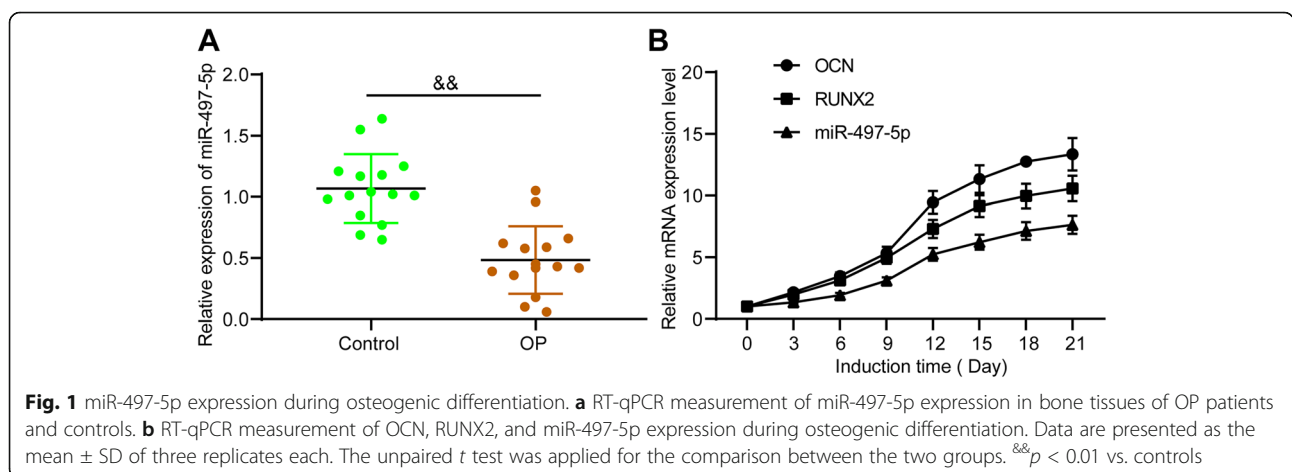 A
Relative expression of miR-497-5p
2.0
1.5
1.0
0.5
0.0
&&
Control OP
B
OCN
RUNX2
miR-497-5p
Relative mRNA expression level
20
15
10
5
0
0 3 6 9 12 15 18 21
Induction time ( Day)
Fig. 1 miR-497-5p expression during osteogenic differentiation. a RT-qPCR measurement of miR-497-5p expression in bone tissues of OP patients
and controls. b RT-qPCR measurement of OCN, RUNX2, and miR-497-5p expression during osteogenic differentiation. Data are presented as the
mean ± SD of three replicates each. The unpaired t test was applied for the comparison between the two groups. &&p < 0.01 vs. controls